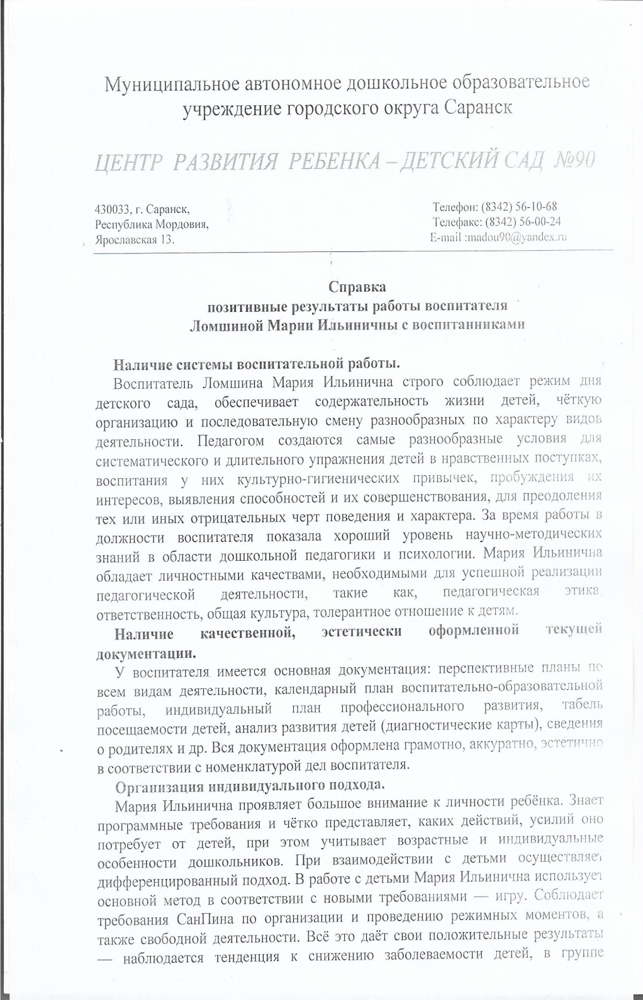 Муниципальное автономное дошкольное образовательное
учреждение городского округа Саранск
ЦЕНТР РАЗВИТИЯ РЕБЕНКА – ДЕТСКИЙ САД №90
430033, г. Саранск,
Республика Мордовия,
Ярославская 13.
Телефон: (8342) 56-10-68
Телефакс: (8342) 56-00-24
E-mail :madou90@yandex.ru
Справка
позитивные результаты работы воспитателя
Ломшиной Марии Ильиничны с воспитанниками
Наличие системы воспитательной работы.
Воспитатель Ломшина Мария Ильинична строго соблюдает режим дня
детского сада, обеспечивает содержательность жизни детей, чёткую
организацию и последовательную смену разнообразных по характеру видов
деятельности. Педагогом создаются самые разнообразные условия для
систематического и длительного упражнения детей в нравственных поступках,
воспитания у них культурно-гигиенических привычек, пробуждения их
интересов, выявления способностей и их совершенствования, для преодоления
тех или иных отрицательных черт поведения и характера. За время работы в
должности воспитателя показала хороший уровень научно-методических
знаний в области дошкольной педагогики и психологии. Мария Ильинична
обладает личностными качествами, необходимыми для успешной реализации
педагогической деятельности, такие как, педагогическая этика
ответственность, общая культура, толерантное отношение к детям.
Наличие качественной, эстетически оформленной текущей
документации.
У воспитателя имеется основная документация: перспективные планы по
всем видам деятельности, календарный план воспитательно-образовательной
работы, индивидуальный план профессионального развития, табель
посещаемости детей, анализ развития детей (диагностические карты), сведения
о родителях и др. Вся документация оформлена грамотно, аккуратно, эстетично
в соответствии с номенклатурой дел воспитателя.
Организация индивидуального подхода.
Мария Ильинична проявляет большое внимание к личности ребёнка. Знает
программные требования и чётко представляет, каких действий, усилий оно
потребует от детей, при этом учитывает возрастные и индивидуальные
особенности дошкольников. При взаимодействии с детьми осуществляет
дифференцированный подход. В работе с детьми Мария Ильинична использует
основной метод в соответствии с новыми требованиями — игру. Соблюдает
требования СанПина по организации и проведению режимных моментов, а
также свободной деятельности. Всё это даёт свои положительные результаты
— наблюдается тенденция к снижению заболеваемости детей, в группе